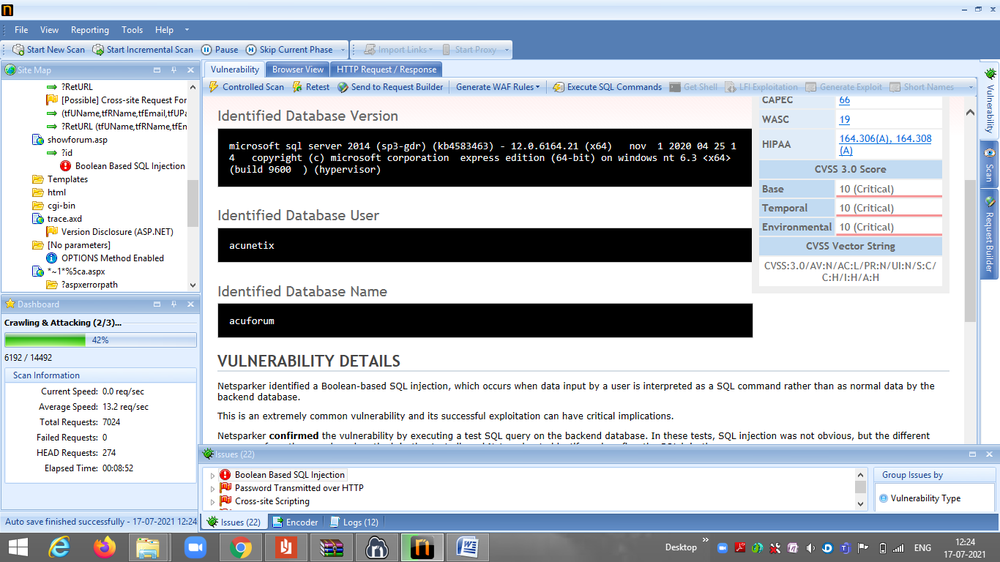 File View Reporting Tools Help
Start New Scan Start Incremental Scan Pause Skip Current Phase Import Links Start Proxy
Site Map
?RetURL
[Possible] Cross-site Request For
(tfUName,tfRName,tfEmail,tfUPa
?RetURL (tfUName,tfRName,tfEn
showforum.asp
?id
Boolean Based SQL Injection
Templates
html
cgi-bin
trace.axd
Version Disclosure (ASP.NET)
[No parameters]
OPTIONS Method Enabled
*~1*%5ca.aspx
?aspxerrorpath
Dashboard
Crawling & Attacking (2/3)...
42%
6192 / 14492
Scan Information
Current Speed: 0.0 req/sec
Average Speed: 13.2 req/sec
Total Requests: 7024
Failed Requests: 0
HEAD Requests: 274
Elapsed Time: 00:08:52
Auto save finished successfully - 17-07-2021 12:24
Vulnerability Browser View HTTP Request / Response
Controlled Scan Retest Send to Request Builder Generate WAF Rules Execute SQL Commands Get Shell LFI Exploitation Generate Exploit Short Names
Identified Database Version
microsoft sql server 2014 (sp3-gdr) (kb4583463) - 12.0.6164.21 (x64) nov 1 2020 04 25 1
4 copyright (c) microsoft corporation express edition (64-bit) on windows nt 6.3 <x64>
(build 9600 ) (hypervisor)
Identified Database User
acunetix
Identified Database Name
acuforum
CAPEC 66
WASC 19
HIPAA 164.306(A), 164.308
(A)
CVSS 3.0 Score
Base 10 (Critical)
Temporal 10 (Critical)
Environmental 10 (Critical)
CVSS Vector String
CVSS:3.0/AV:N/AC:L/PR:N/UI:N/S:C/
C:H/I:H/A:H
VULNERABILITY DETAILS
Netsparker identified a Boolean-based SQL injection, which occurs when data input by a user is interpreted as a SQL command rather than as normal data by the
backend database.
This is an extremely common vulnerability and its successful exploitation can have critical implications.
Netsparker confirmed the vulnerability by executing a test SQL query on the backend database. In these tests, SQL injection was not obvious, but the different
Vulnerability
Scan
Request Builder
Issues (22)
Boolean Based SQL Injection
Password Transmitted over HTTP
Cross-site Scripting
Group Issues by
Vulnerability Type
Issues (22) Encoder Logs (12)
Desktop
ENG
12:24
17-07-2021